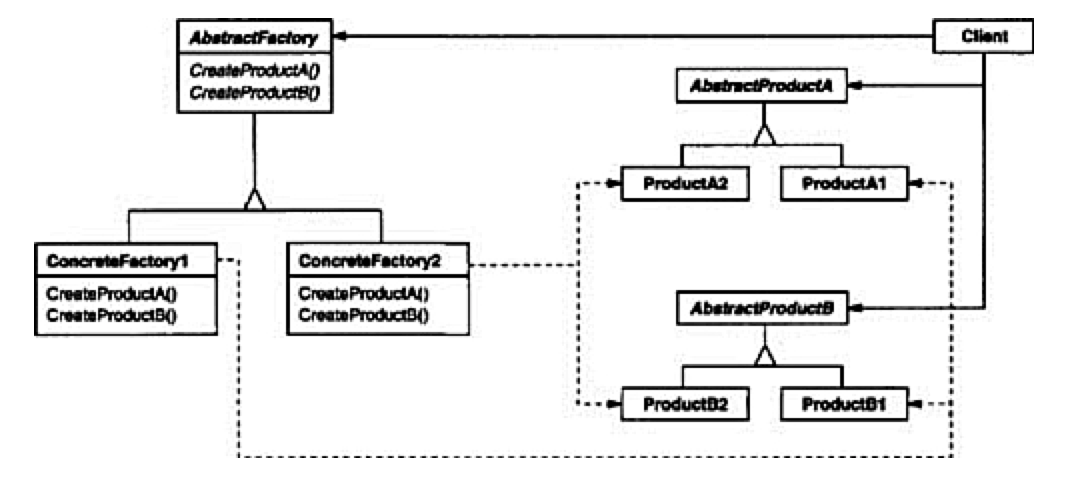 AbstractFactory
CreateProductA()
CreateProductB()
Client
AbstractProductA
ProductA2
ProductA1
ConcreteFactory1
CreateProductA()
CreateProductB()
ConcreteFactory2
CreateProductA()
CreateProductB()
AbstractProductB
ProductB2
ProductB1